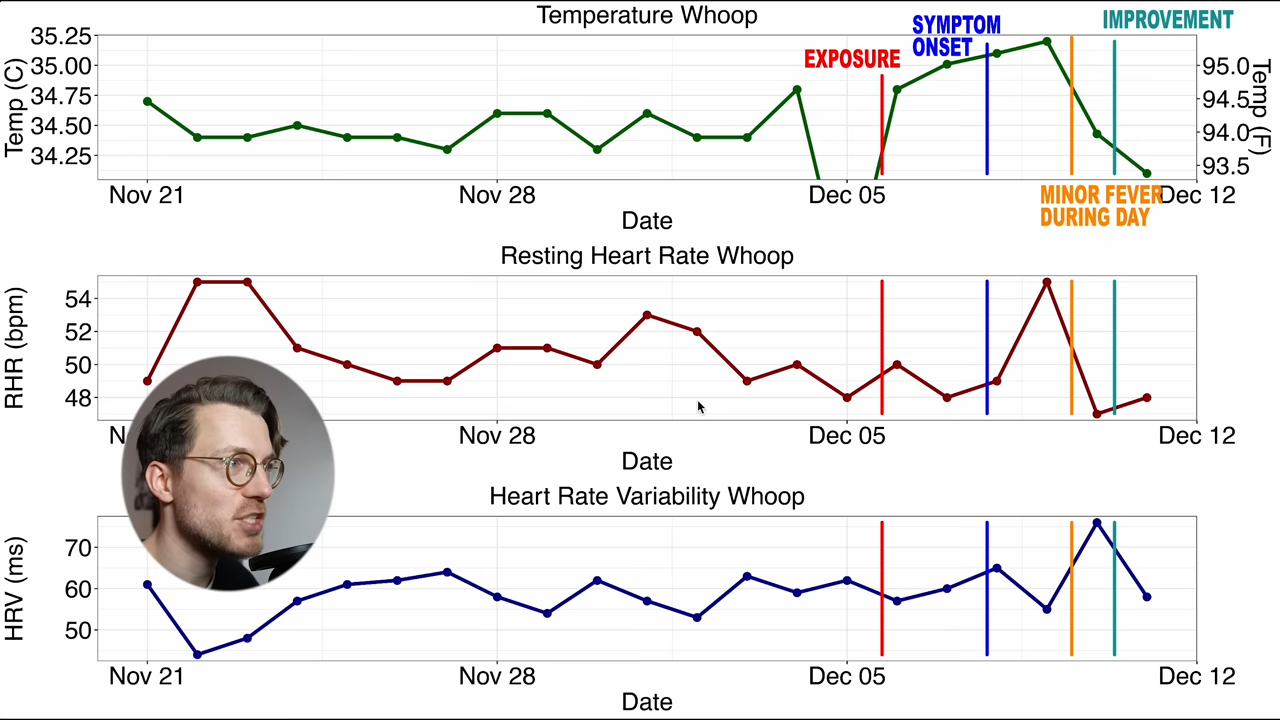 Temperature Whoop
SYMPTOM
ONSET
IMPROVEMENT
EXPOSURE
35.25
35.00
34.75
34.50
34.25
Temp (C)
95.0
94.5
94.0
93.5
Temp (F)
Nov 21
Nov 28
Dec 05
Dec 12
MINOR FEVER
DURING DAY
Date
Resting Heart Rate Whoop
54
52
50
48
RHR (bpm)
N
Nov 28
Dec 05
Dec 12
Date
Heart Rate Variability Whoop
70
60
50
HRV (ms)
Nov 21
Nov 28
Dec 05
Dec 12
Date